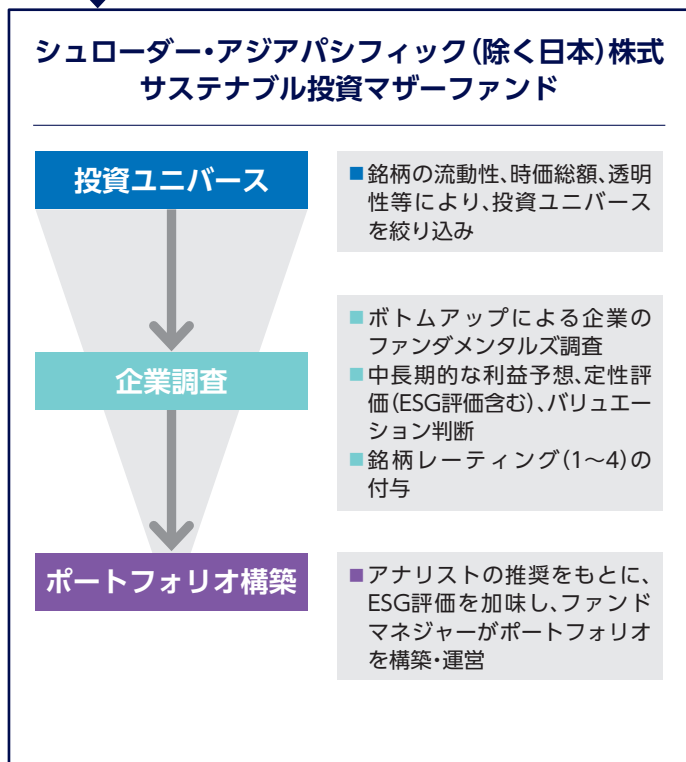 シュローダー・アジアパシフィック(除く日本)株式
サステナブル投資マザーファンド
投資ユニバース
■銘柄の流動性、時価総額、透明
性等により、投資ユニバース
を絞り込み
企業調査
■ボトムアップによる企業の
ファンダメンタルズ調査
■中長期的な利益予想、定性評
価(ESG評価含む)、バリュエー
ション判断
■銘柄レーティング(1～4)の
付与
ポートフォリオ構築
■アナリストの推奨をもとに、
ESG評価を加味し、ファンド
マネジャーがポートフォリオ
を構築・運営